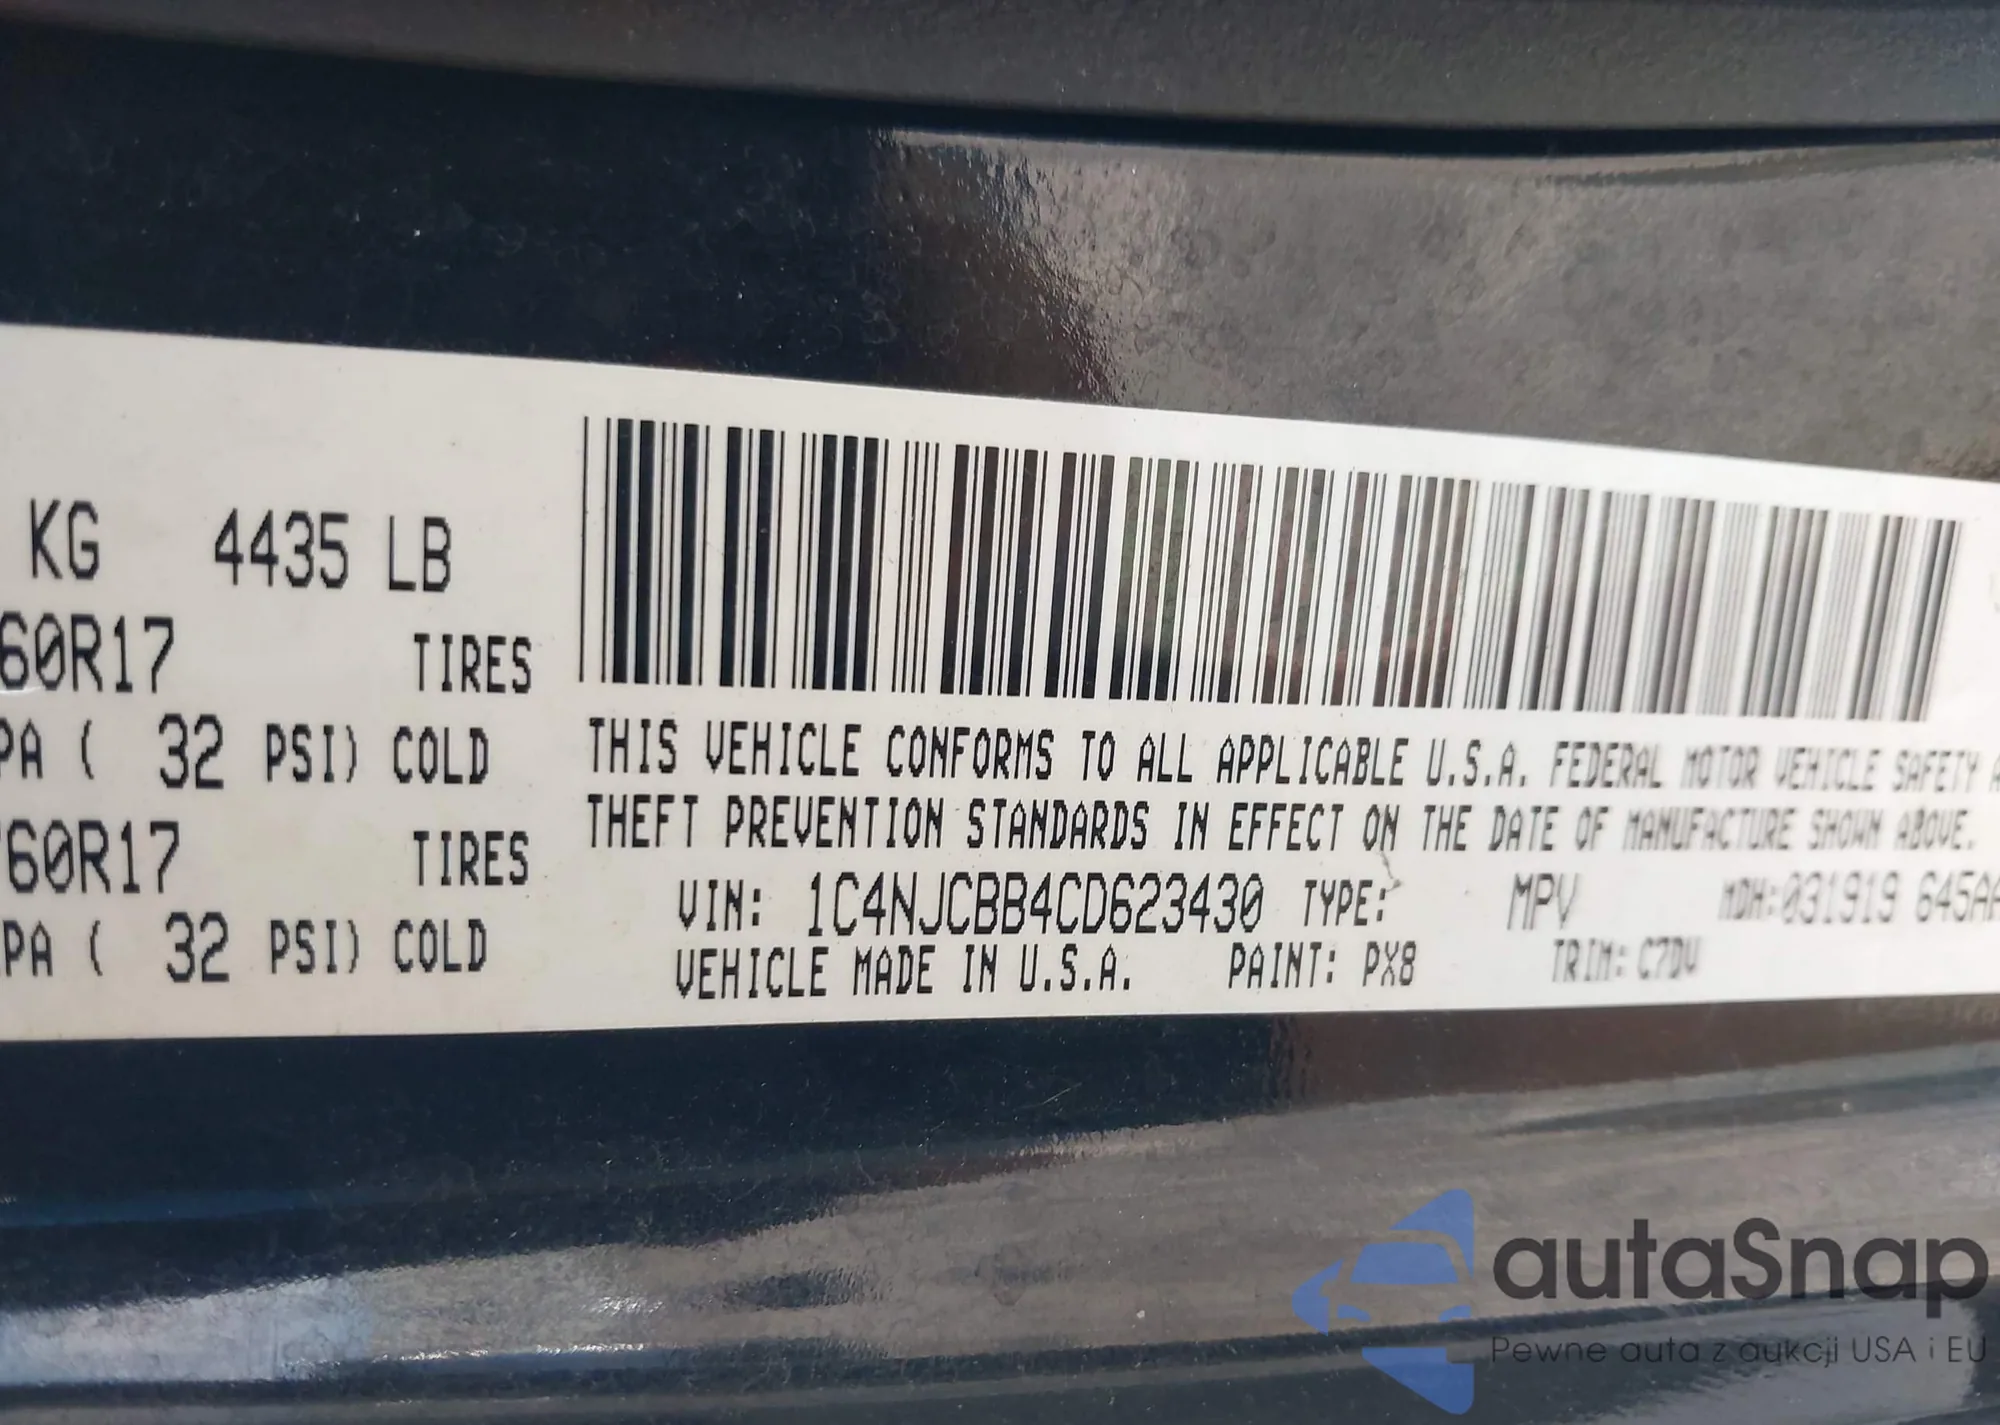 KG 4435 LB
60R17 TIRES
PA ( 32 PSI) COLD
60R17 TIRES
PA ( 32 PSI) COLD
THIS VEHICLE CONFORMS TO ALL APPLICABLE U.S.A. FEDERAL MOTOR VEHICLE SAFETY A
THEFT PREVENTION STANDARDS IN EFFECT ON THE DATE OF MANUFACTURE SHOWN ABOVE.
VIN: 1C4NJCBB4CD623430 TYPE: MPV MDH:031919 645AA
VEHICLE MADE IN U.S.A. PAINT: PX8 TRIM: C7DV
autaSnap
Pewne auta z aukcji USA i EU